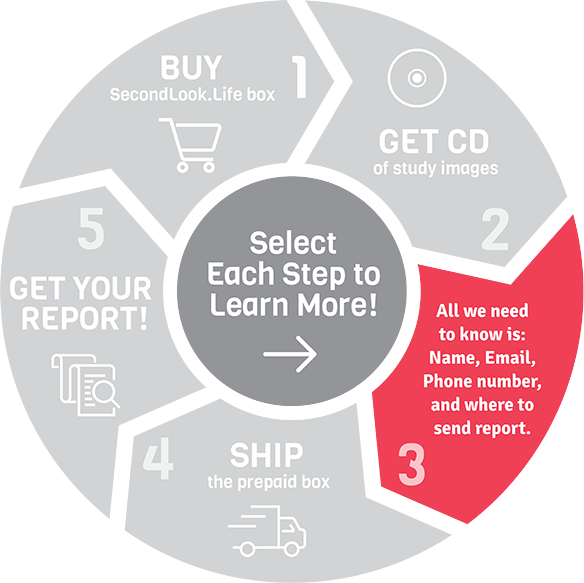 1
BUY
SecondLook.Life box
GET CD
of study images
2
All we need
to know is:
Name, Email,
Phone number,
and where to
send report.
3
4
SHIP
the prepaid box
5
GET YOUR
REPORT!
Select
Each Step to
Learn More!